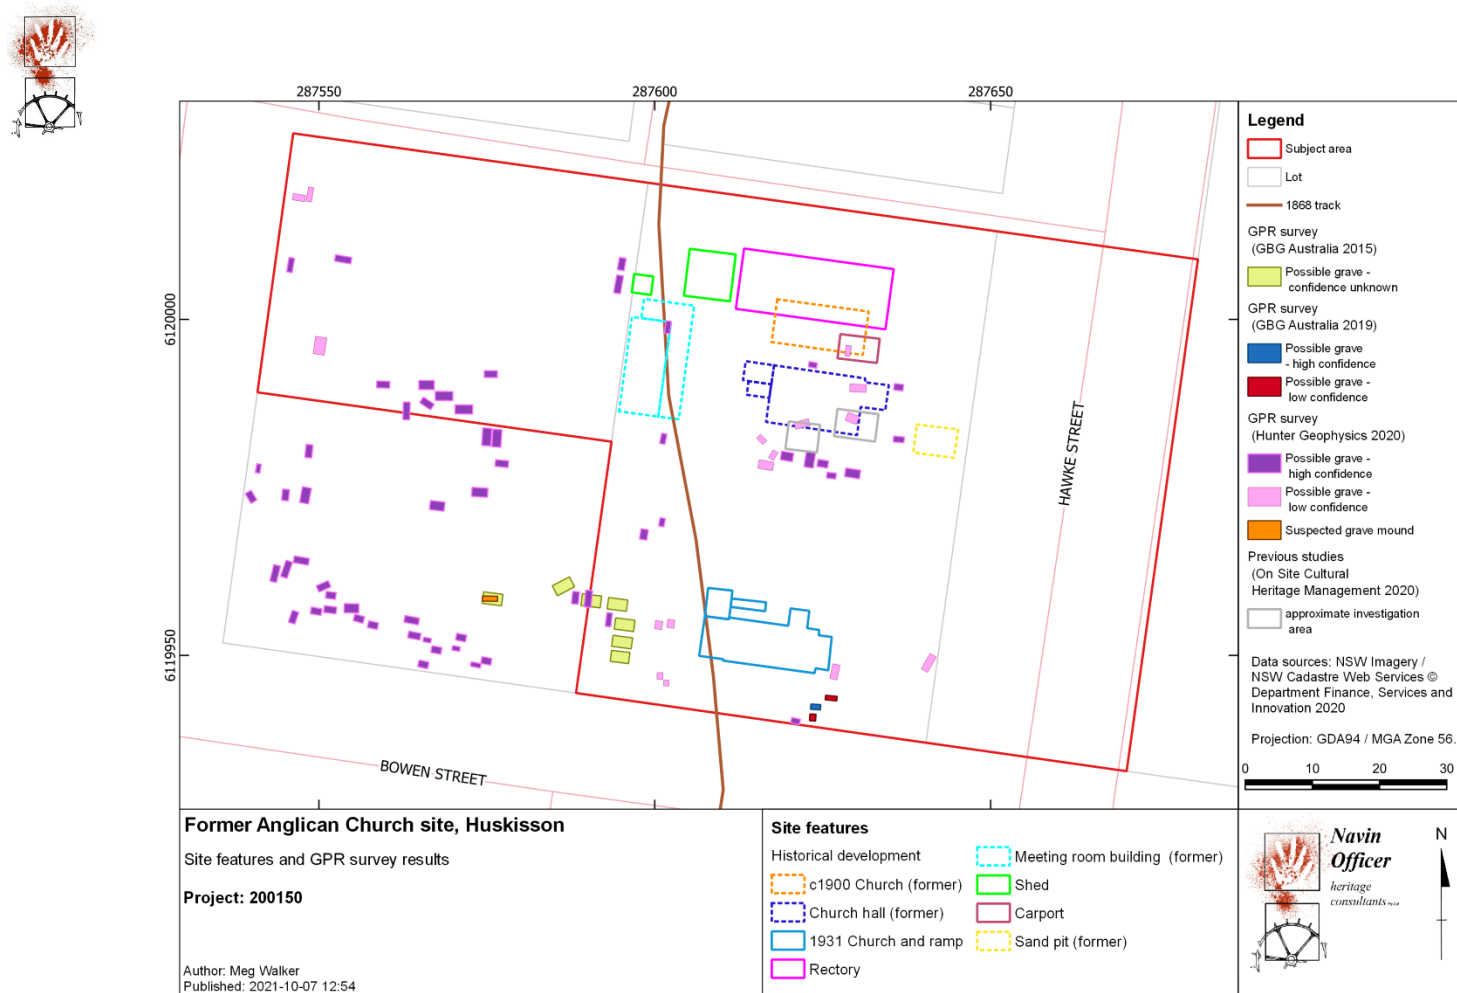 287550
287600
287650
6120000
6119950
HAWKE STREET
BOWEN STREET
Legend
Subject area
Lot
1868 track
GPR survey
(GBG Australia 2015)
Possible grave -
confidence unknown
GPR survey
(GBG Australia 2019)
Possible grave
- high confidence
Possible grave -
low confidence
GPR survey
(Hunter Geophysics 2020)
Possible grave -
high confidence
Possible grave -
low confidence
Suspected grave mound
Previous studies
(On Site Cultural
Heritage Management 2020)
approximate investigation
area
Data sources: NSW Imagery /
NSW Cadastre Web Services ©
Department Finance, Services and
Innovation 2020
Projection: GDA94 / MGA Zone 56.
0 10 20 30
Former Anglican Church site, Huskisson
Site features and GPR survey results
Project: 200150
Author: Meg Walker
Published: 2021-10-07 12:54
Site features
Historical development
c1900 Church (former)
Church hall (former)
1931 Church and ramp
Rectory
Meeting room building (former)
Shed
Carport
Sand pit (former)
Navin
Officer
heritage
consultants
N